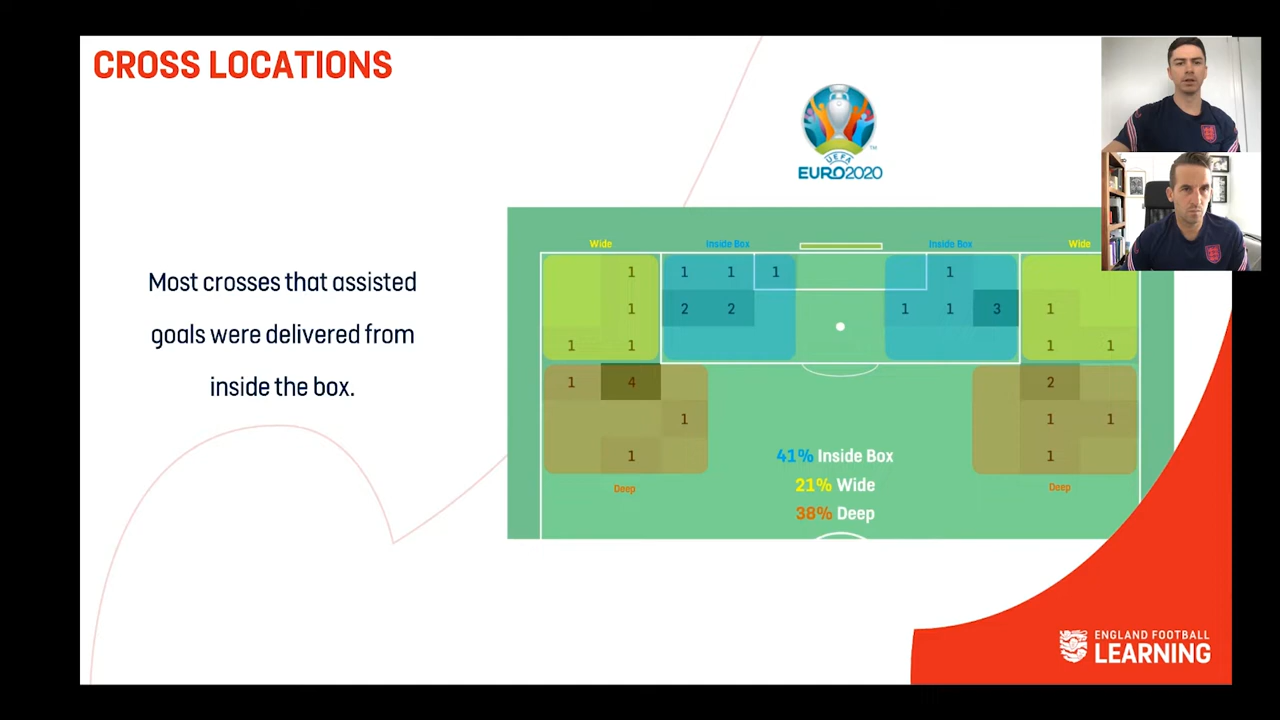 CROSS LOCATIONS
UEFA
EURO2020
TM
Most crosses that assisted
goals were delivered from
inside the box.
Wide Inside Box Inside Box Wide
1 1 1 1 1
1 2 2 1 1 3 1
1 1 1 1
1 4 2
1 1 1
1 1
41% Inside Box
21% Wide
38% Deep
Deep Deep
ENGLAND FOOTBALL
LEARNING